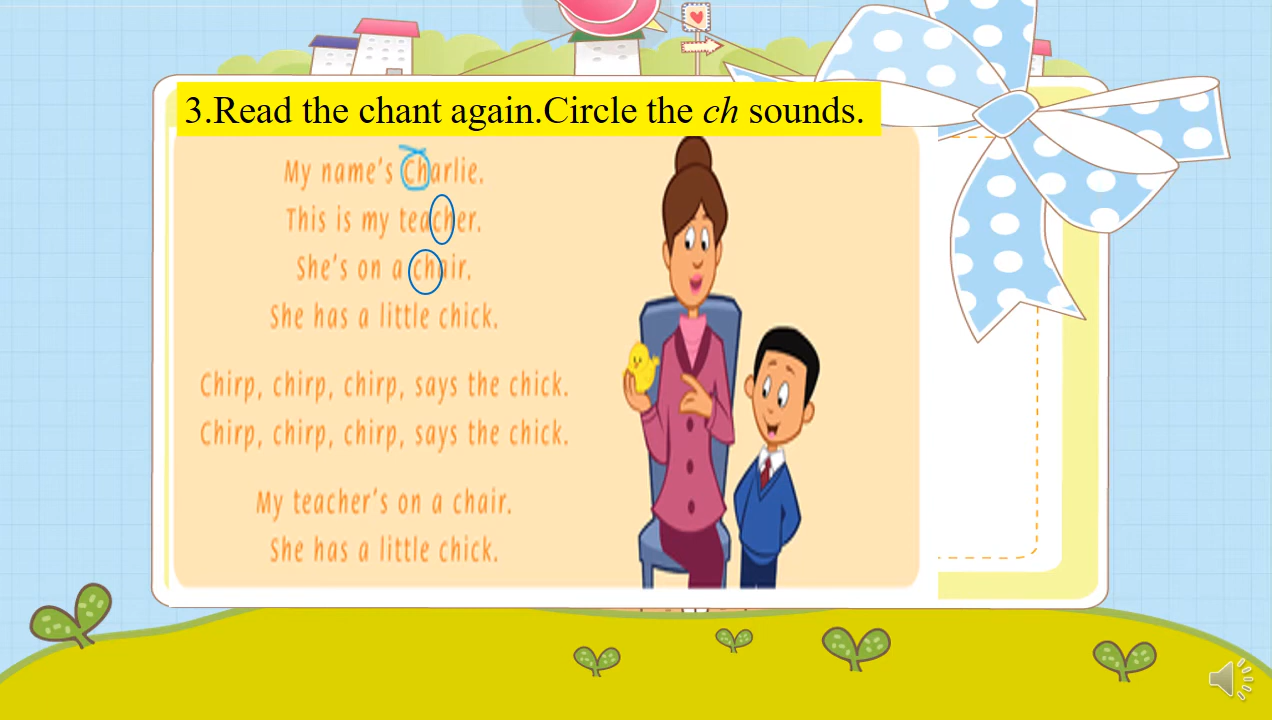 3.Read the chant again.Circle the ch sounds.
My name's Charlie.
This is my teacher.
She's on a chair.
She has a little chick.
Chirp, chirp, chirp, says the chick.
Chirp, chirp, chirp, says the chick.
My teacher's on a chair.
She has a little chick.